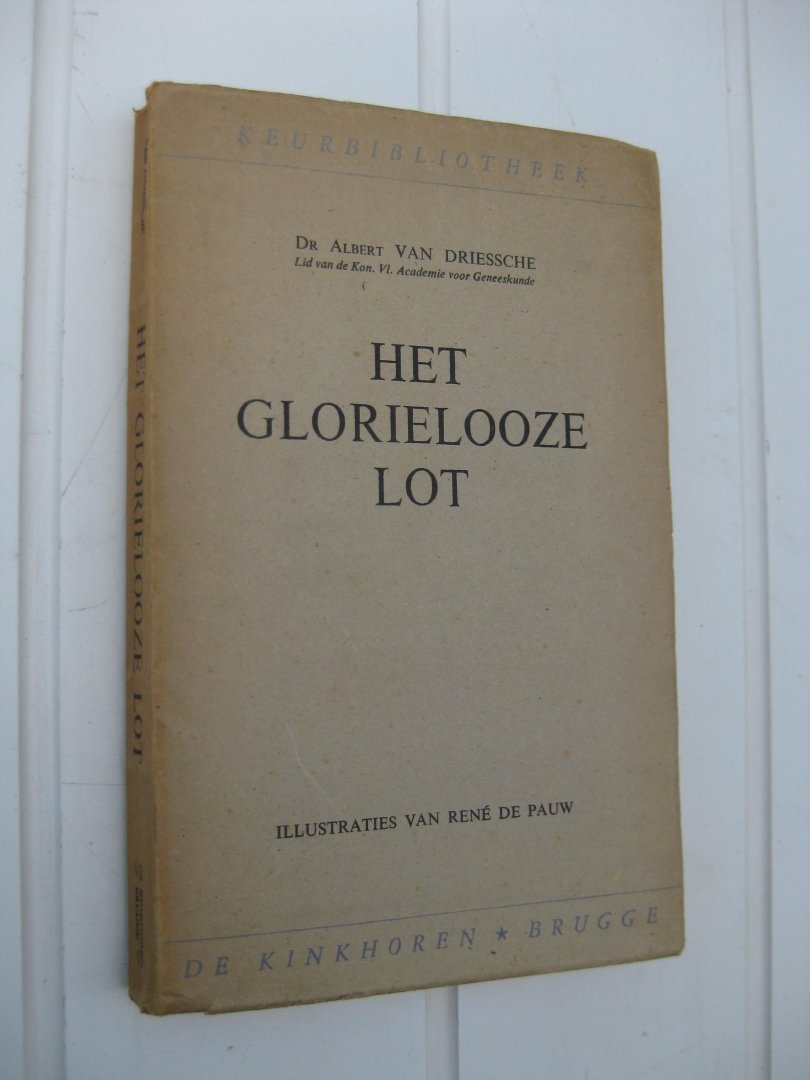 KEURBIBLIOTHEEK
DR ALBERT VAN DRIESSCHE
Lid van de Kon. Vl. Academie voor Geneeskunde
HET
GLORIELOOZE
LOT
ILLUSTRATIES VAN RENÉ DE PAUW
DE KINKHOREN ★ BRUGGE
HET GLORIELOOZE LOT